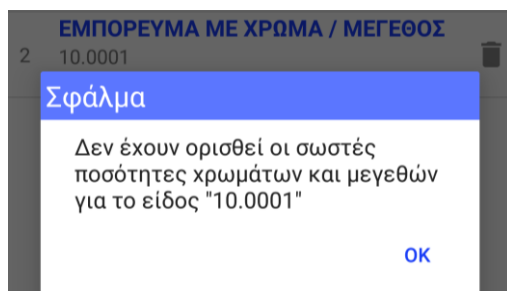 ΕΜΠΟΡΕΥΜΑ ΜΕ ΧΡΩΜΑ / ΜΕΓΕΘΟΣ
2 10.0001
Σφάλμα
Δεν έχουν ορισθεί οι σωστές
ποσότητες χρωμάτων και μεγεθών
για το είδος "10.0001"
OK